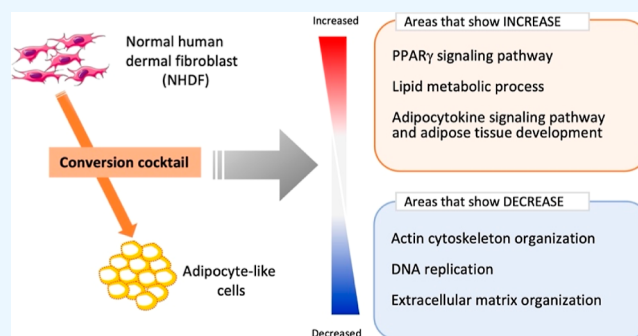 Normal human
dermal fibroblast
(NHDF)
Conversion cocktail
Adipocyte-like
cells
Increased
Decreased
Areas that show INCREASE
PPARγ signaling pathway
Lipid metabolic process
Adipocytokine signaling pathway
and adipose tissue development
Areas that show DECREASE
Actin cytoskeleton organization
DNA replication
Extracellular matrix organization